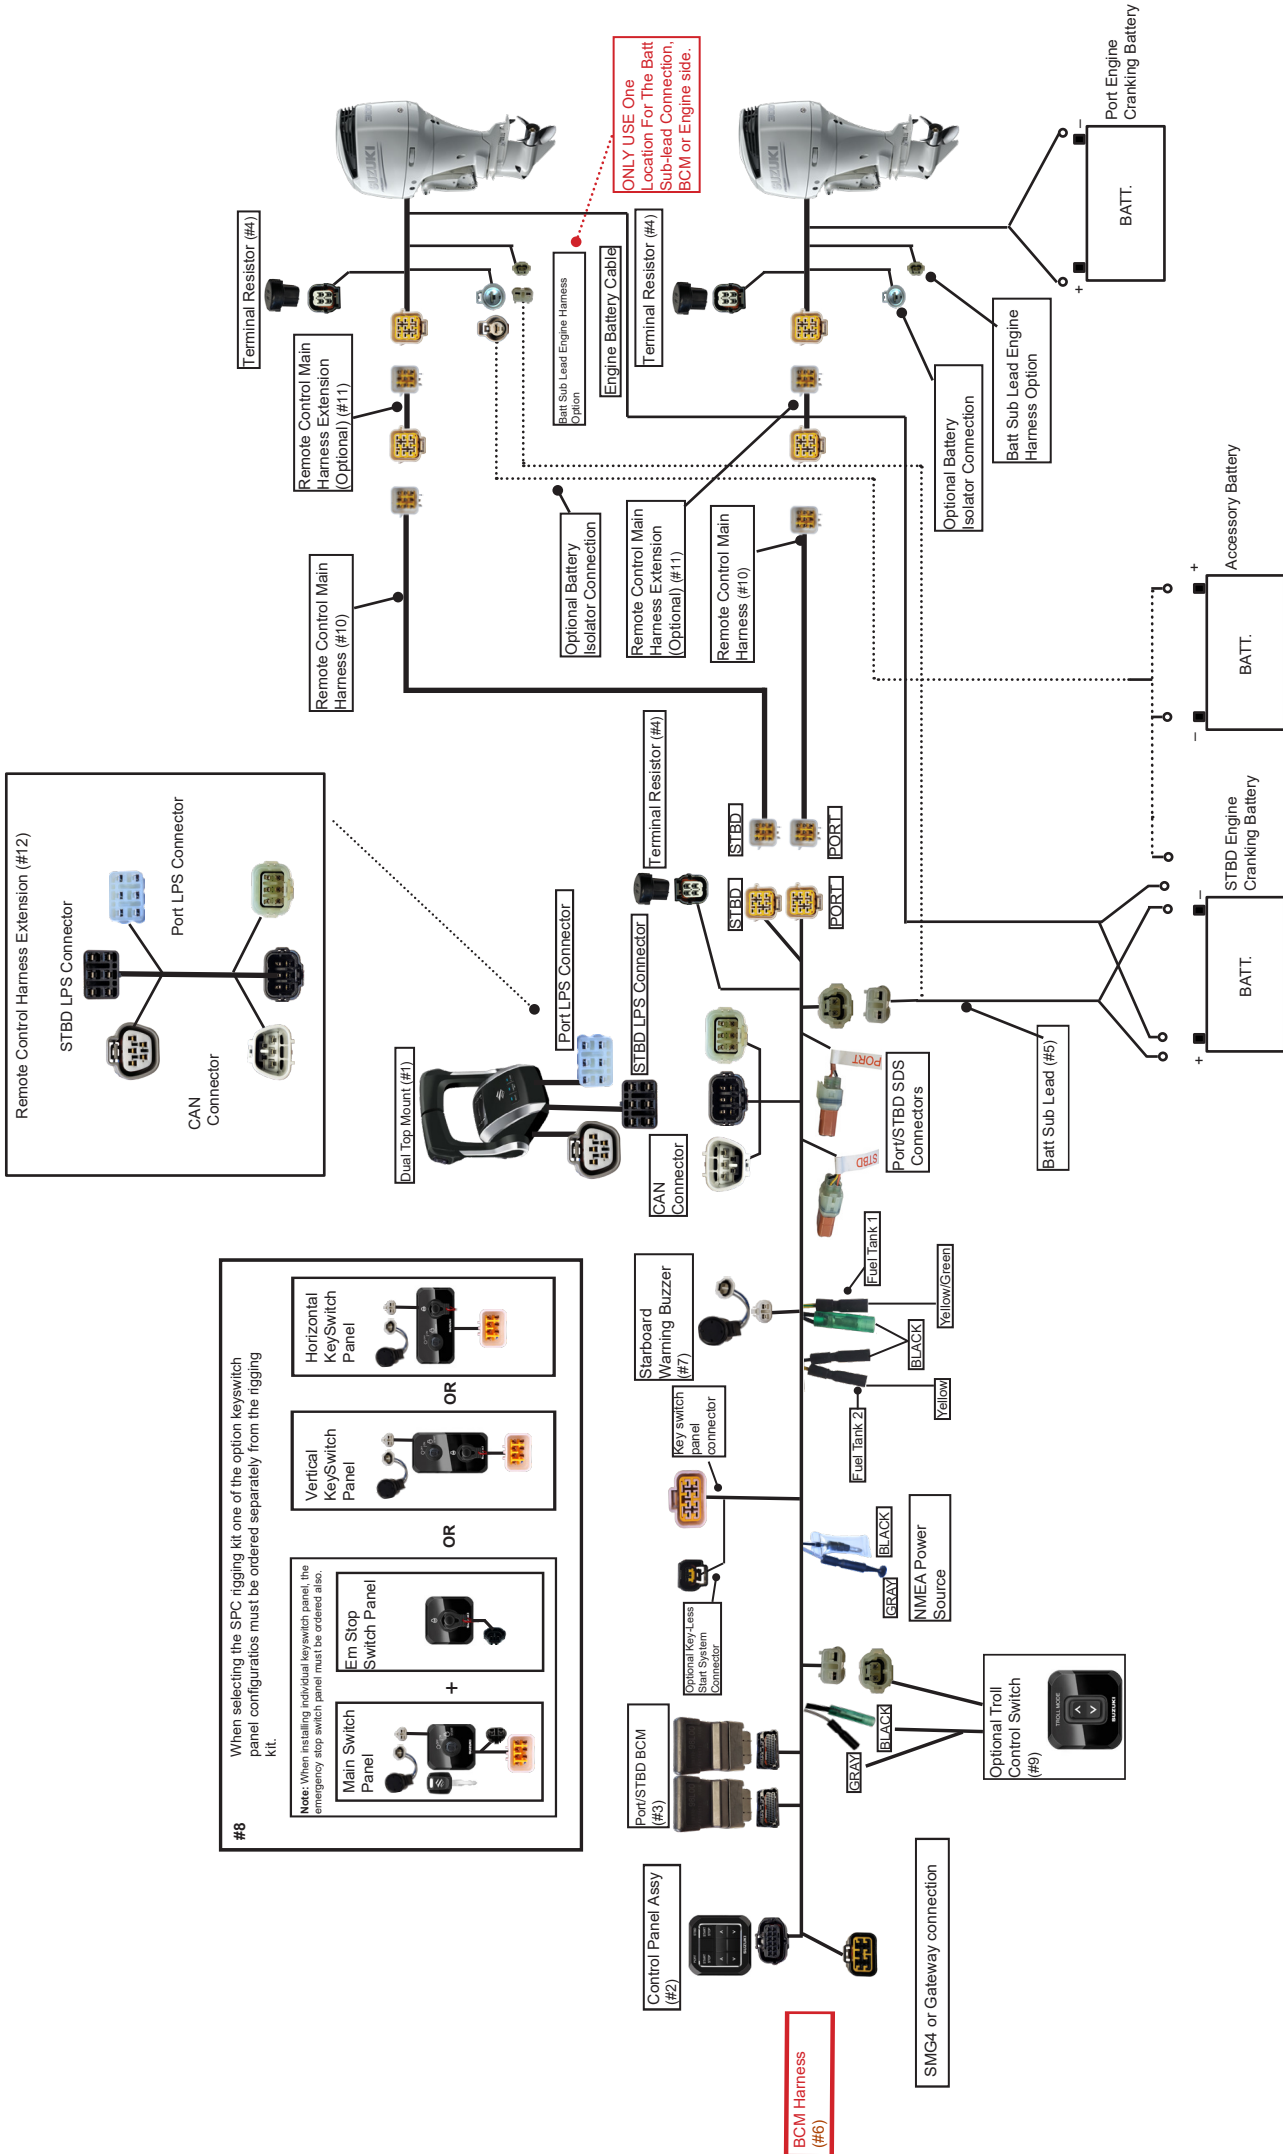 Remote Control Harness Extension (#12)
STBD LPS Connector
Port LPS Connector
CAN
Connector
#8
When selecting the SPC rigging kit one of the option keyswitch
panel configuratios must be ordered separately from the rigging
kit.
Note: When installing individual keyswitch panel, the
emergency stop switch panel must be ordered also.
Main Switch
Panel
+
Em Stop
Switch Panel
OR
Vertical
KeySwitch
Panel
OR
Horizontal
KeySwitch
Panel
Terminal Resistor (#4)
Remote Control Main
Harness Extension
(Optional) (#11)
Remote Control Main
Harness (#10)
SUZUKI
ONLY USE One
Location For The Batt
Sub-lead Connection,
BCM or Engine side.
Batt Sub Lead Engine Harness
Option
Engine Battery Cable
Terminal Resistor (#4)
Optional Battery
Isolator Connection
Remote Control Main
Harness Extension
(Optional) (#11)
Remote Control Main
Harness (#10)
SUZUKI
Port Engine
Cranking Battery
+
–
BATT.
Batt Sub Lead Engine
Harness Option
Optional Battery
Isolator Connection
Accessory Battery
–
+
BATT.
STBD Engine
Cranking Battery
+
–
BATT.
Dual Top Mount (#1)
Port LPS Connector
STBD LPS Connector
CAN
Connector
Terminal Resistor (#4)
STBD
STBD
PORT
PORT
PORT
STBD
Port/STBD SDS
Connectors
Batt Sub Lead (#5)
Starboard
Warning Buzzer
(#7)
Key switch
panel
connector
Optional Key-Less
Start System
Connector
Port/STBD BCM
(#3)
Control Panel Assy
(#2)
SUZUKI
Fuel Tank 1
Yellow/Green
BLACK
Yellow
Fuel Tank 2
BLACK
GRAY
NMEA Power
Source
BLACK
GRAY
Optional Troll
Control Switch
(#9)
TROLL MODE
SUZUKI
SMG4 or Gateway connection
BCM Harness
(#6)